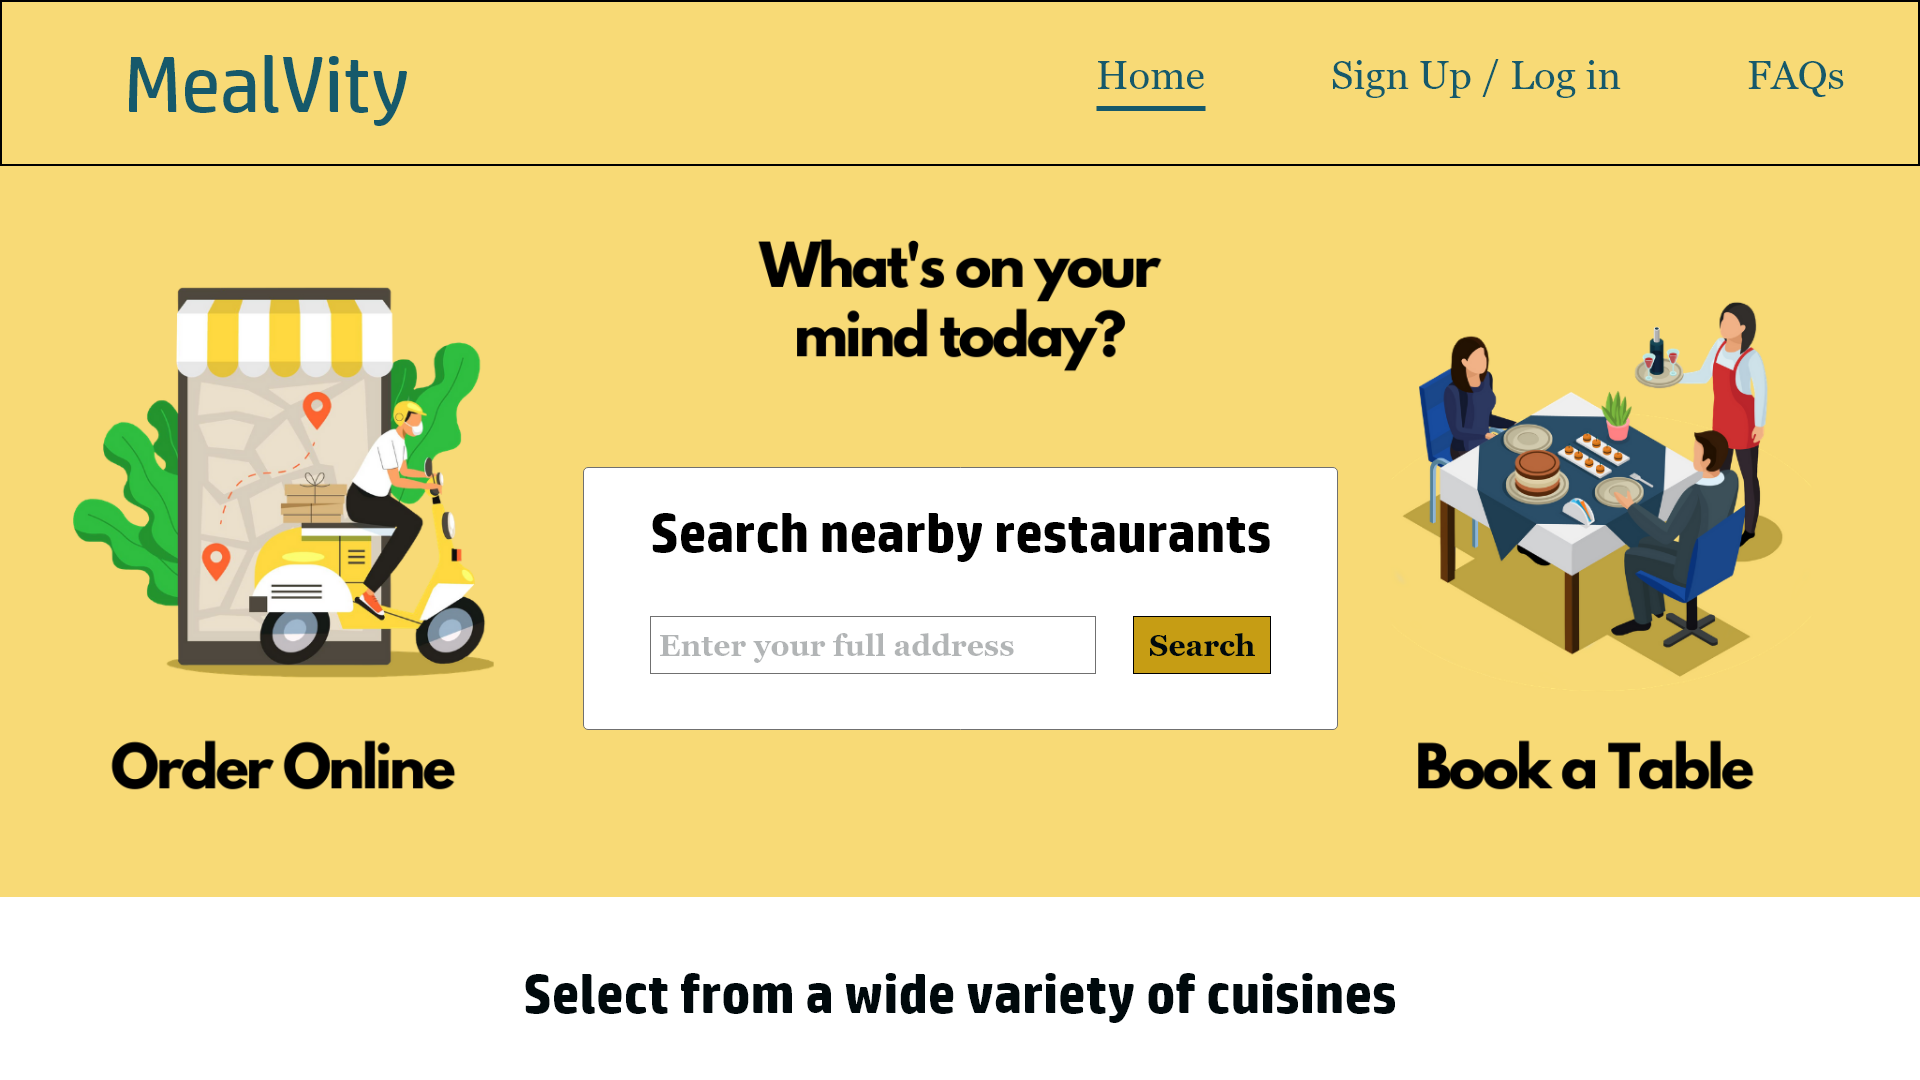 MealVity
Home
Sign Up / Log in
FAQs
What's on your
mind today?
Search nearby restaurants
Enter your full address
Search
Order Online
Book a Table
Select from a wide variety of cuisines